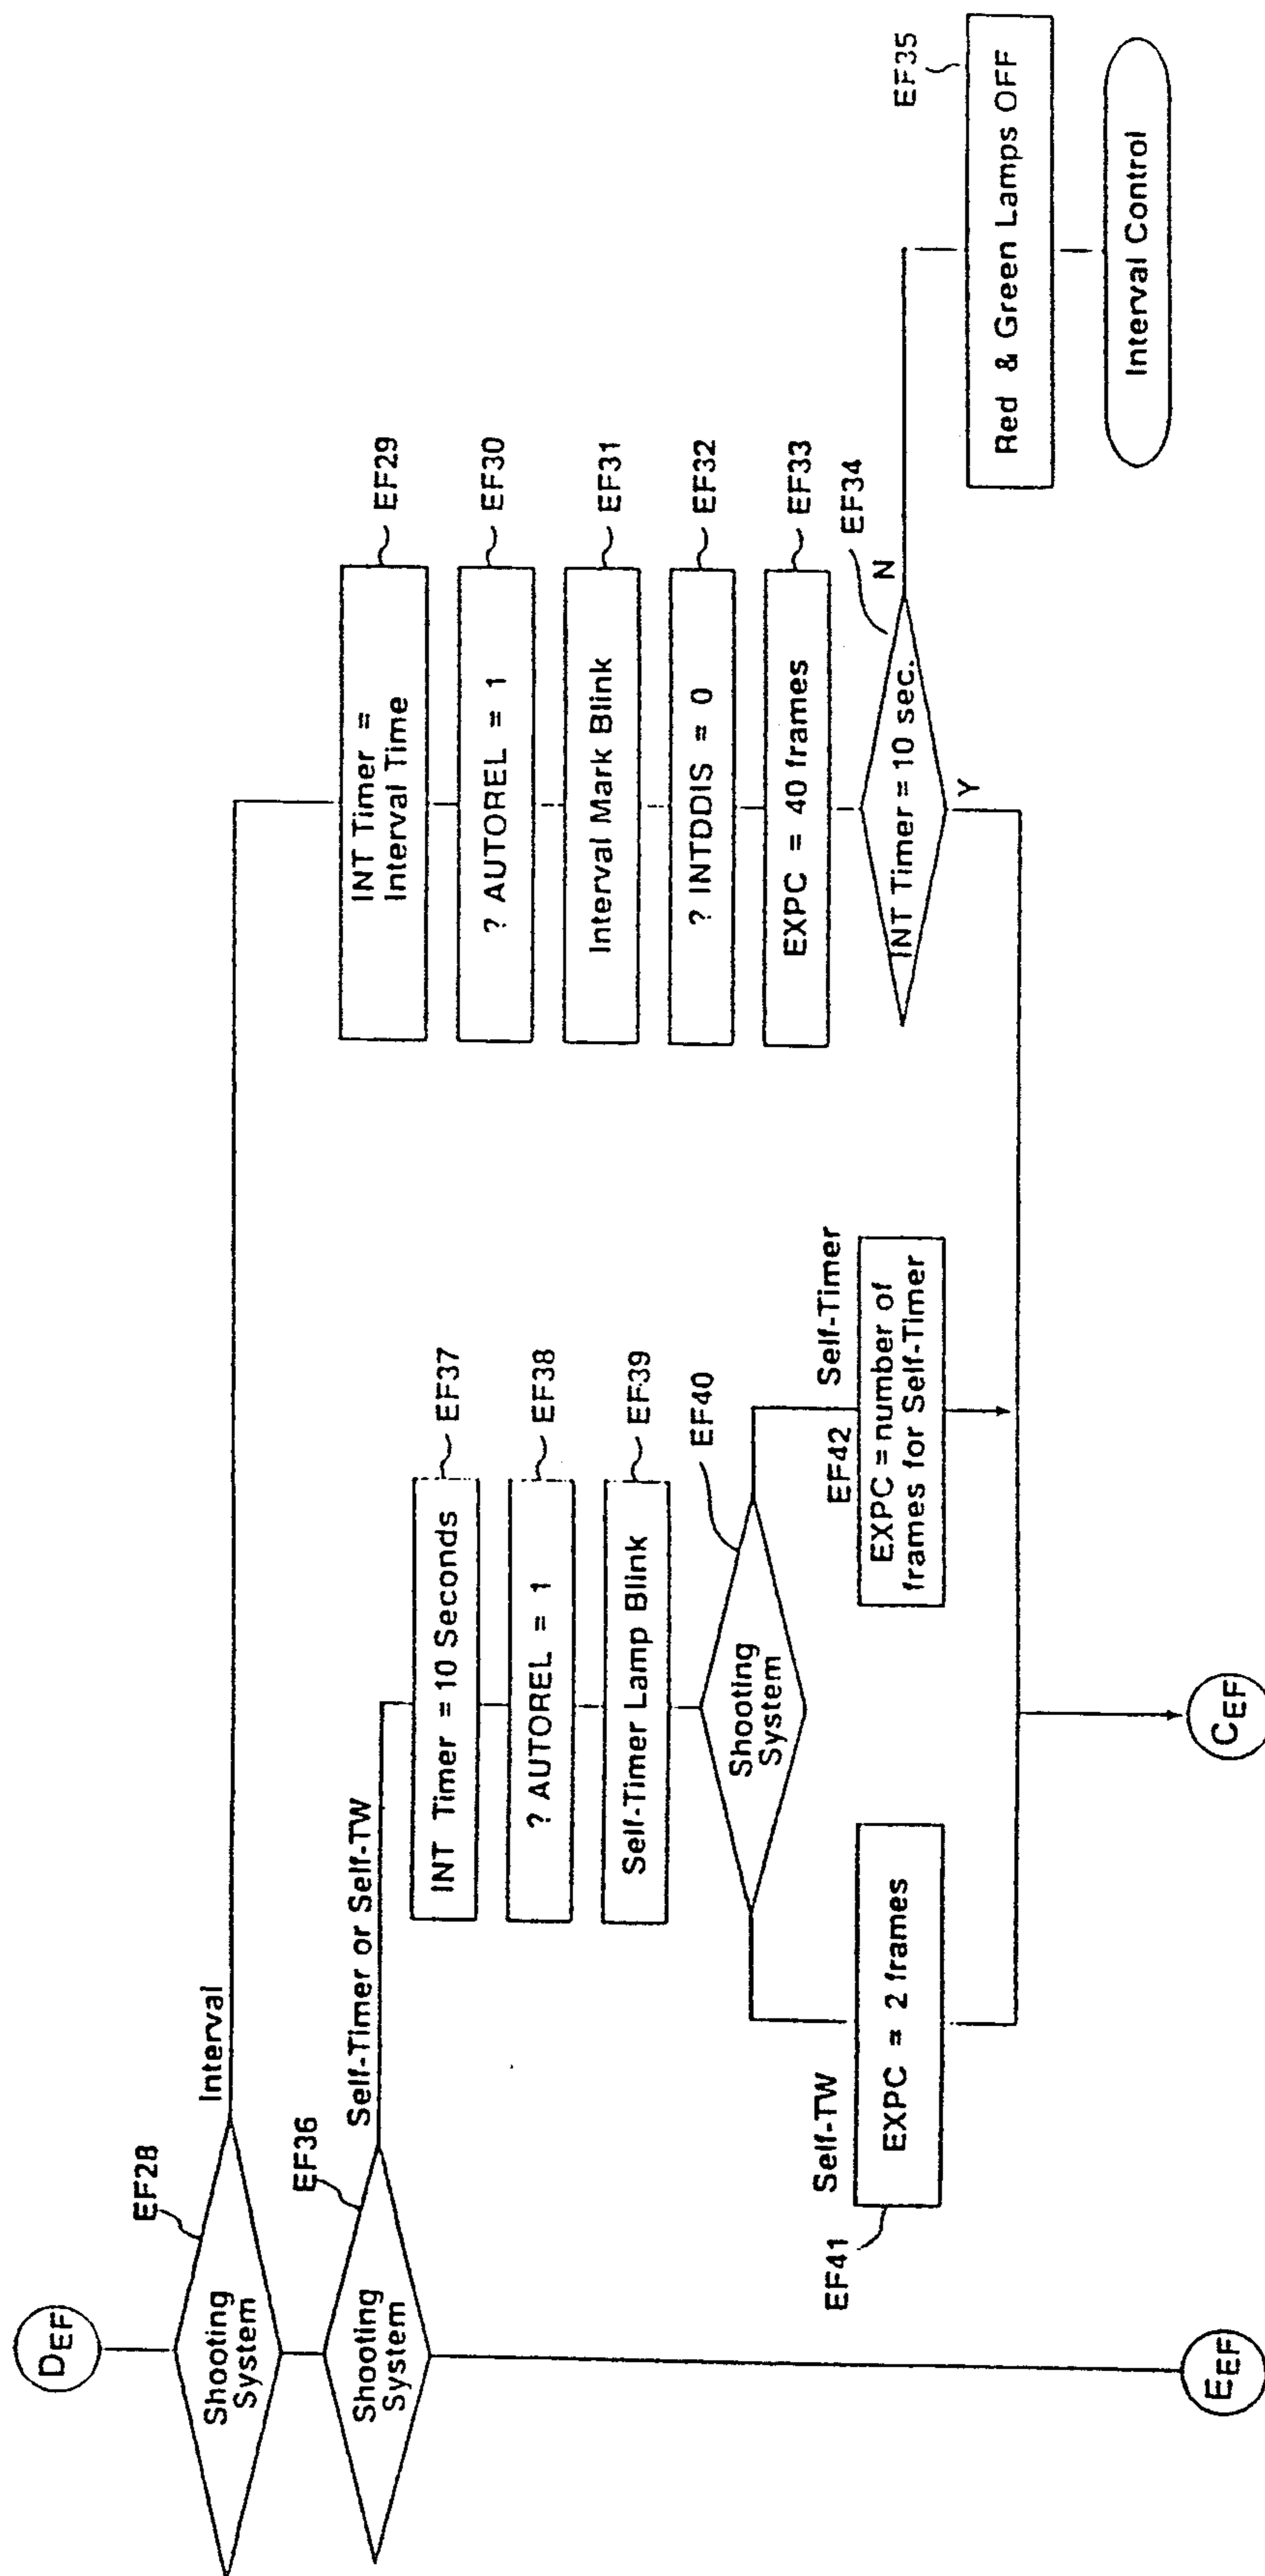 DEF
EF28
Shooting
System
Interval
EF36
Shooting
System
Self-Timer or Self-TW
EEF
INT Timer =
Interval Time
EF29
? AUTOREL = 1
EF30
Interval Mark Blink
EF31
? INTDDIS = 0
EF32
EXPC = 40 frames
EF33
INT Timer = 10 sec.
EF34
N
Y
Red & Green Lamps OFF
EF35
Interval Control
INT Timer = 10 Seconds
EF37
? AUTOREL = 1
EF38
Self-Timer Lamp Blink
EF39
Shooting
System
EF40
Self-TW
EF41
EXPC = 2 frames
Self-Timer
EF42
EXPC = number of
frames for Self-Timer
CEF